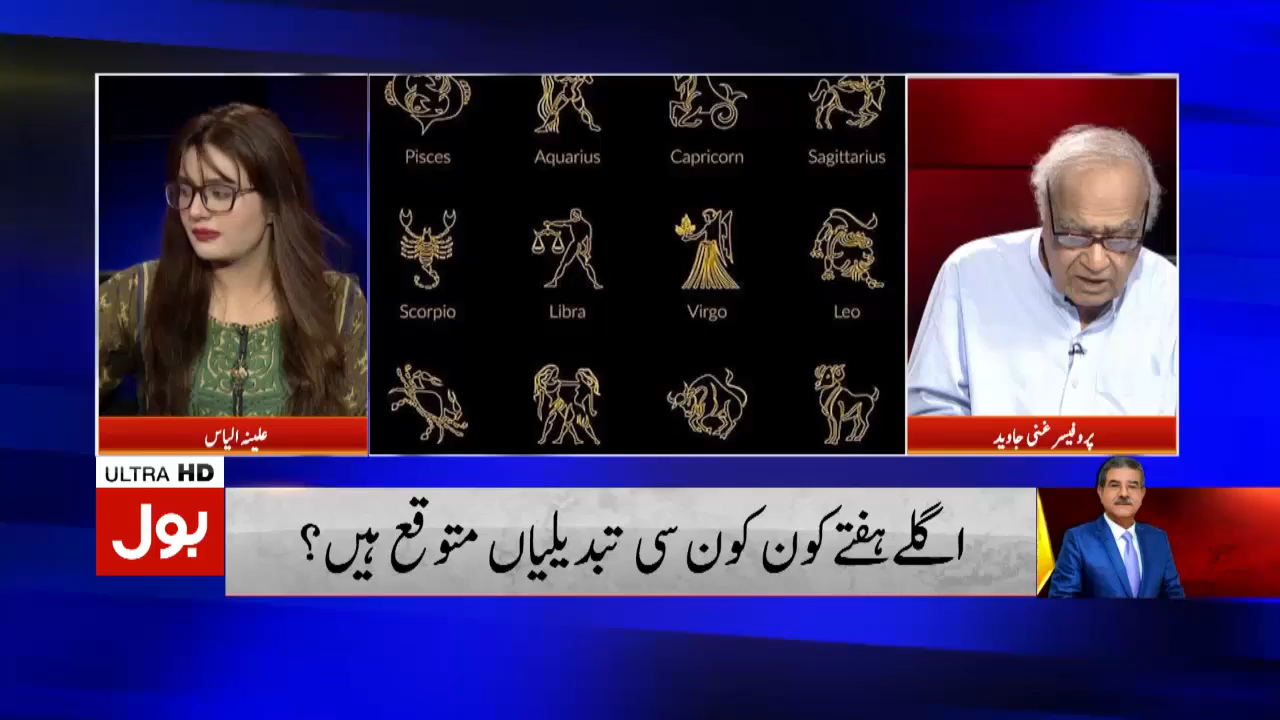 Pisces
Aquarius
Capricorn
Sagittarius
Scorpio
Libra
Virgo
Leo
علینہ الیاس
پروفیسر غنی جاوید
ULTRA HD
بول
اگلے ہفتے کون کون سی تبدیلیاں متوقع ہیں؟